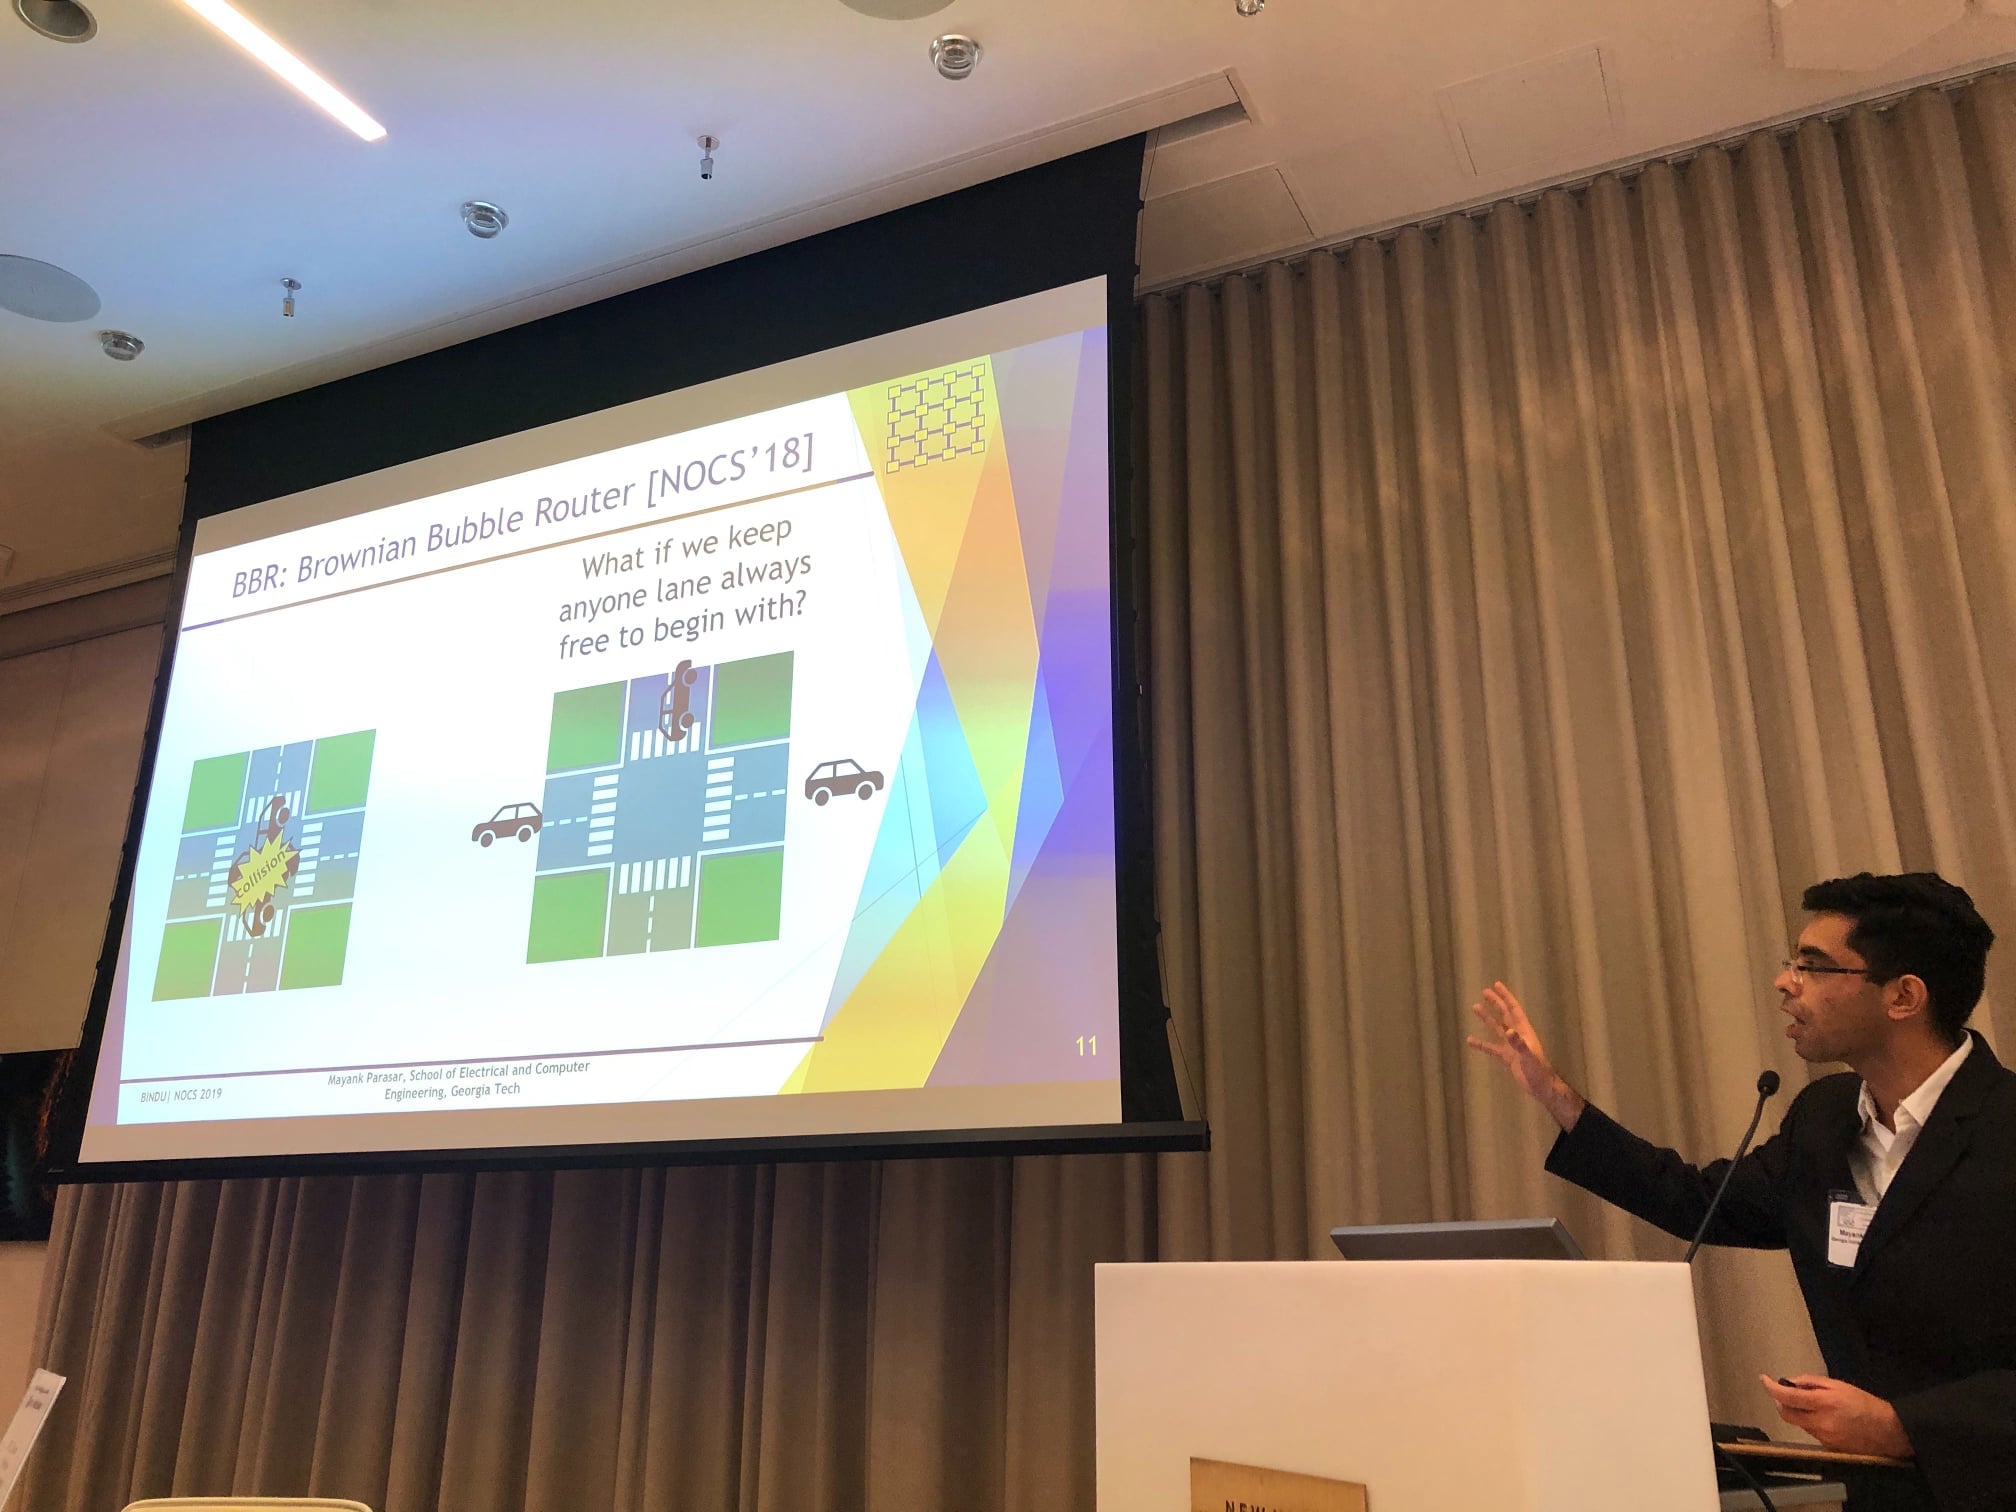 BBR: Brownian Bubble Router [NOCS'18]
What if we keep
anyone lane always
free to begin with?
collision
Mayank Parasar, School of Electrical and Computer
Engineering, Georgia Tech
BINDU| NOCS 2019
11
Mayank